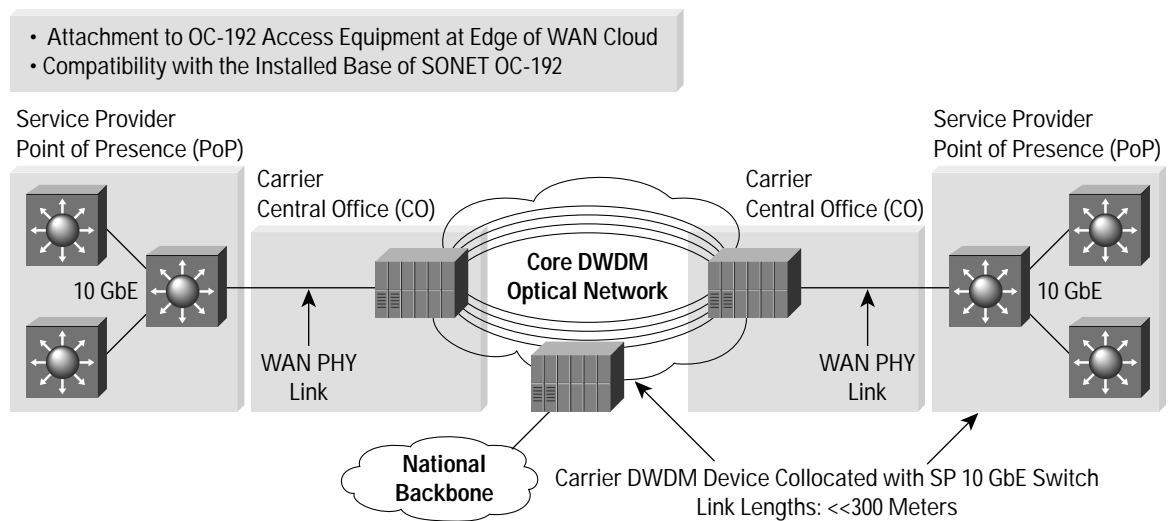 • Attachment to OC-192 Access Equipment at Edge of WAN Cloud
• Compatibility with the Installed Base of SONET OC-192
Service Provider
Point of Presence (PoP)
Service Provider
Point of Presence (PoP)
Carrier
Central Office (CO)
Carrier
Central Office (CO)
Core DWDM
Optical Network
10 GbE
10 GbE
WAN PHY
Link
WAN PHY
Link
National
Backbone
Carrier DWDM Device Collocated with SP 10 GbE Switch
Link Lengths: <<300 Meters